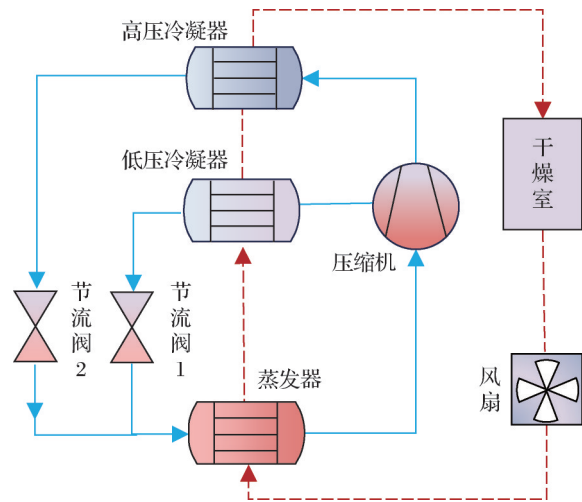 高压冷凝器
低压冷凝器
干燥室
压缩机
节流阀2
节流阀1
蒸发器
风扇